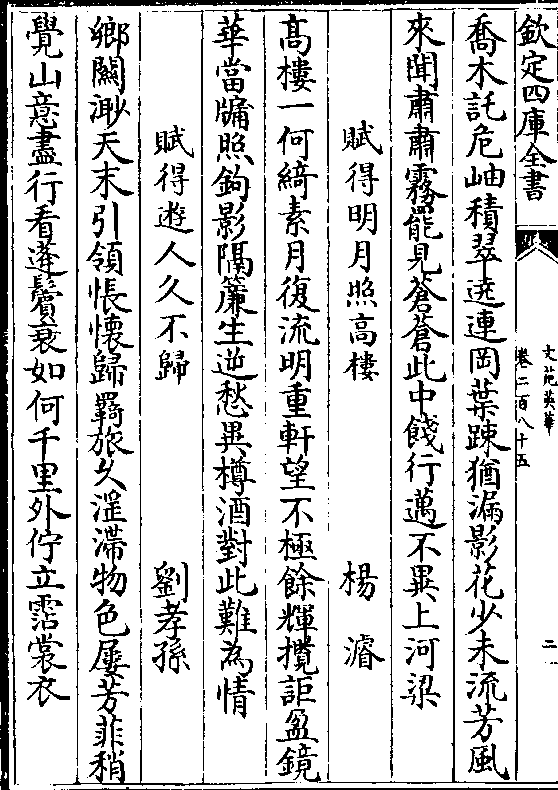 欽定四庫全書
文苑英華
卷二百八十五
二
喬木託危岫積翠遶連岡葉踈猶漏影花少未流芳風
來聞肅肅霧罷見蒼蒼此中餞行邁不異上河梁
賦得明月照高樓 楊濬
髙樓一何綺素月復流明重軒望不極餘輝攬詎盈鏡
華當牖照鉤影隔簾生逆愁異樽酒對此難為情
賦得逰人久不歸 劉孝孫
鄉闗渺天末引領悵懷歸羇旅久淫滯物色屢芳菲稍
覺山意盡行看蓬鬢衰如何千里外佇立霑裳衣